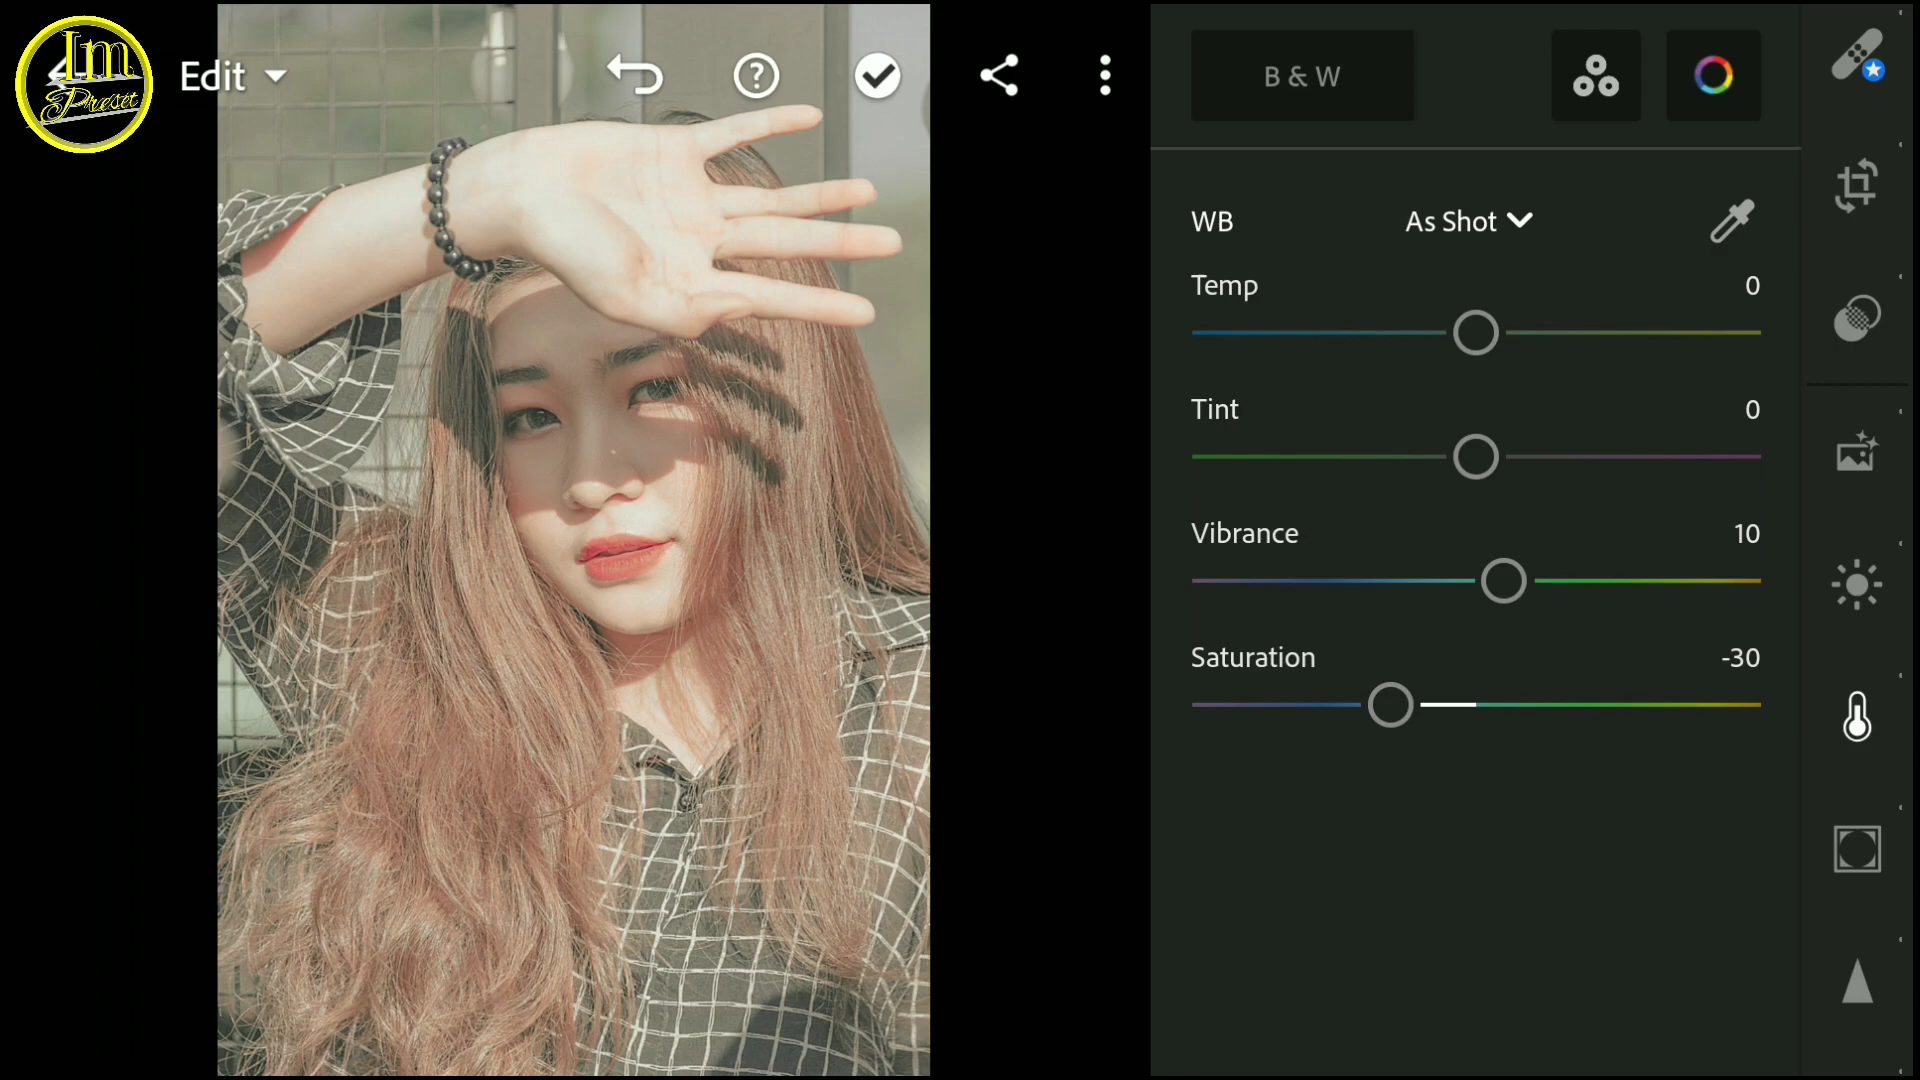 Im
Preset
Edit
B & W
WB
As Shot
Temp
0
Tint
0
Vibrance
10
Saturation
-30